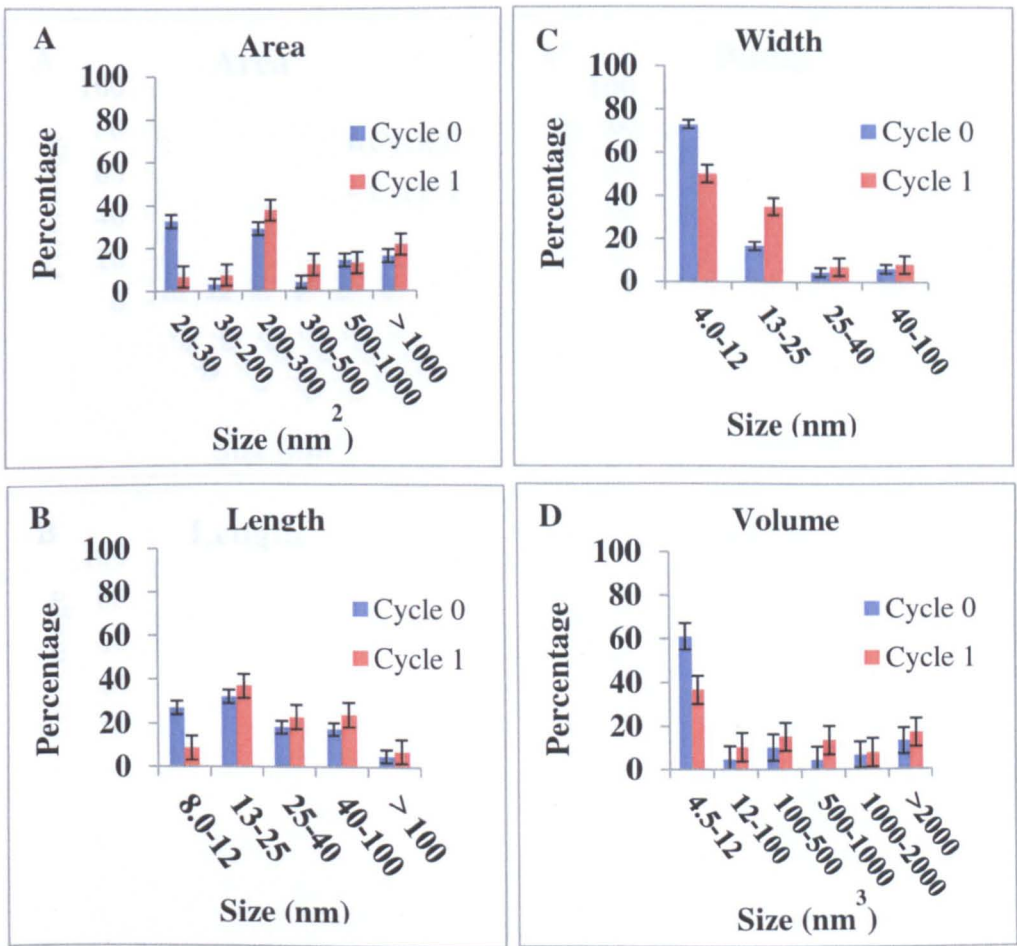 A
Area
100
80
60
40
20
0
Percentage
Cycle 0
Cycle 1
20-30
30-200
200-300
300-500
500-1000
> 1000
Size (nm²)
C
Width
100
80
60
40
20
0
Percentage
Cycle 0
Cycle 1
4.0-12
13-25
25-40
40-100
Size (nm)
B
Length
100
80
60
40
20
0
Percentage
Cycle 0
Cycle 1
8.0-12
13-25
25-40
40-100
> 100
Size (nm)
D
Volume
100
80
60
40
20
0
Percentage
Cycle 0
Cycle 1
4.5-12
12-100
100-500
500-1000
1000-2000
>2000
Size (nm³)